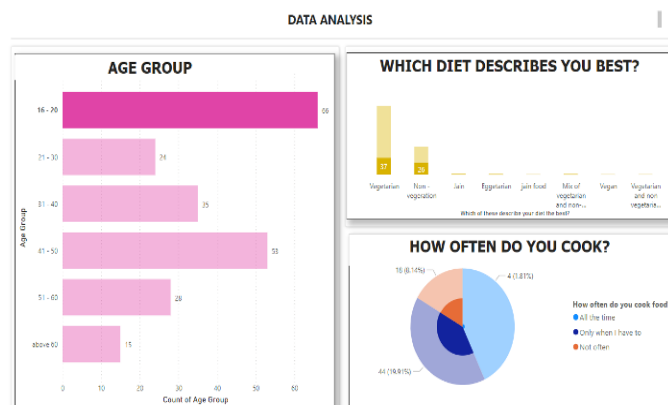 DATA ANALYSIS
AGE GROUP
16 - 20
21 - 30
24
31 - 40
35
41 - 50
53
51 - 60
28
above 60
15
0 10 20 30 40 50 60
Age Group
Count of Age Group
WHICH DIET DESCRIBES YOU BEST?
37
26
Vegetarian Non - Jain Eggetarian jain food Mix of Vegan Vegetarian
vegetarian and non
and non-... vegetaria...
Which of these describe your diet the best?
HOW OFTEN DO YOU COOK?
4 (1.81%)
44 (19.91%)
How often do you cook food
All the time
Only when I have to
Not often